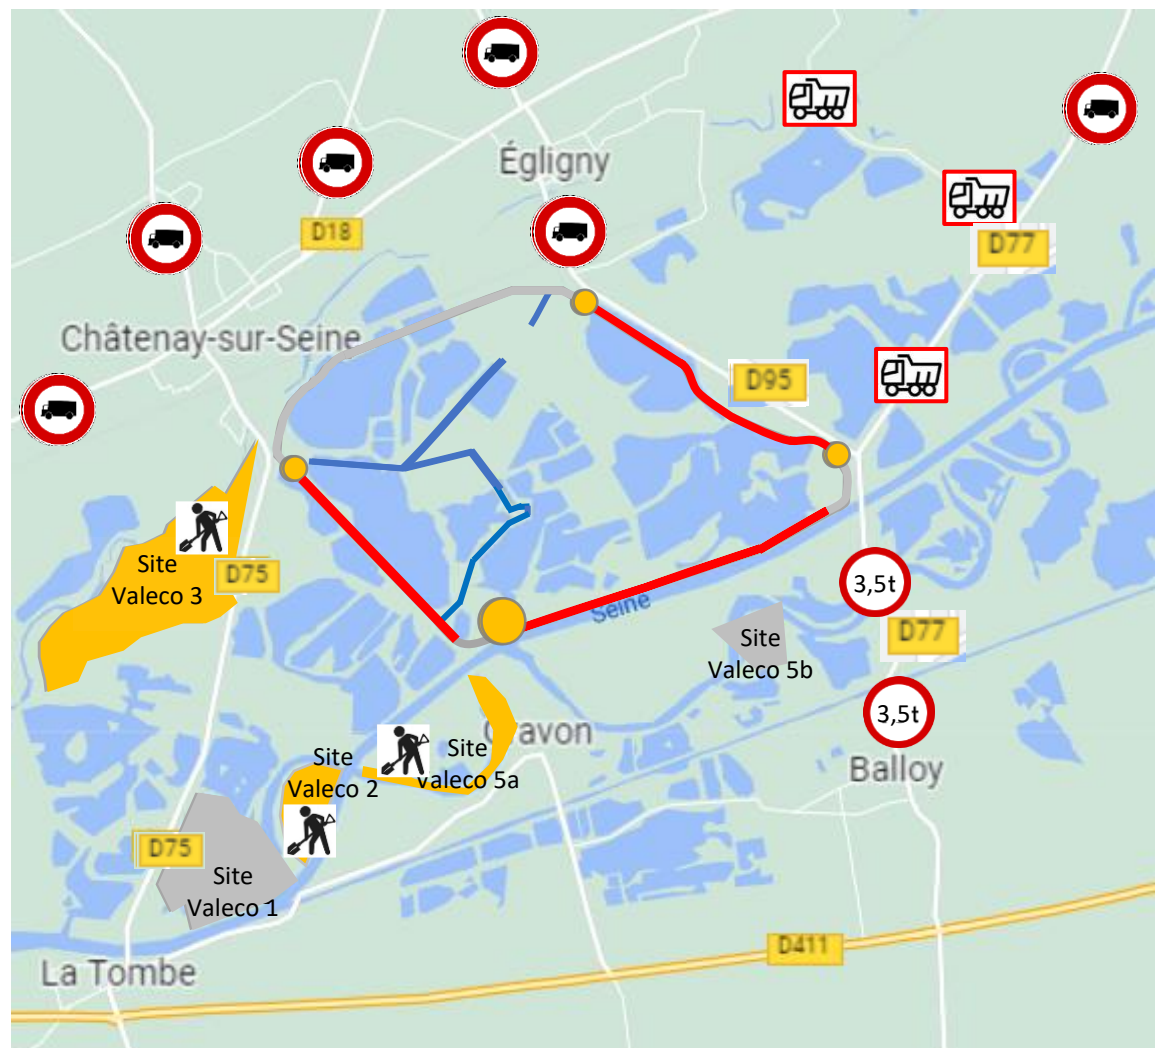 Égligny
D18
D77
Châtenay-sur-Seine
D95
Site
Valeco 3
D75
3,5t
Seine
D77
Site
Valeco 5b
3,5t
Gravon
Site
Valeco 5a
Site
Valeco 2
Balloy
D75
Site
Valeco 1
D411
La Tombe